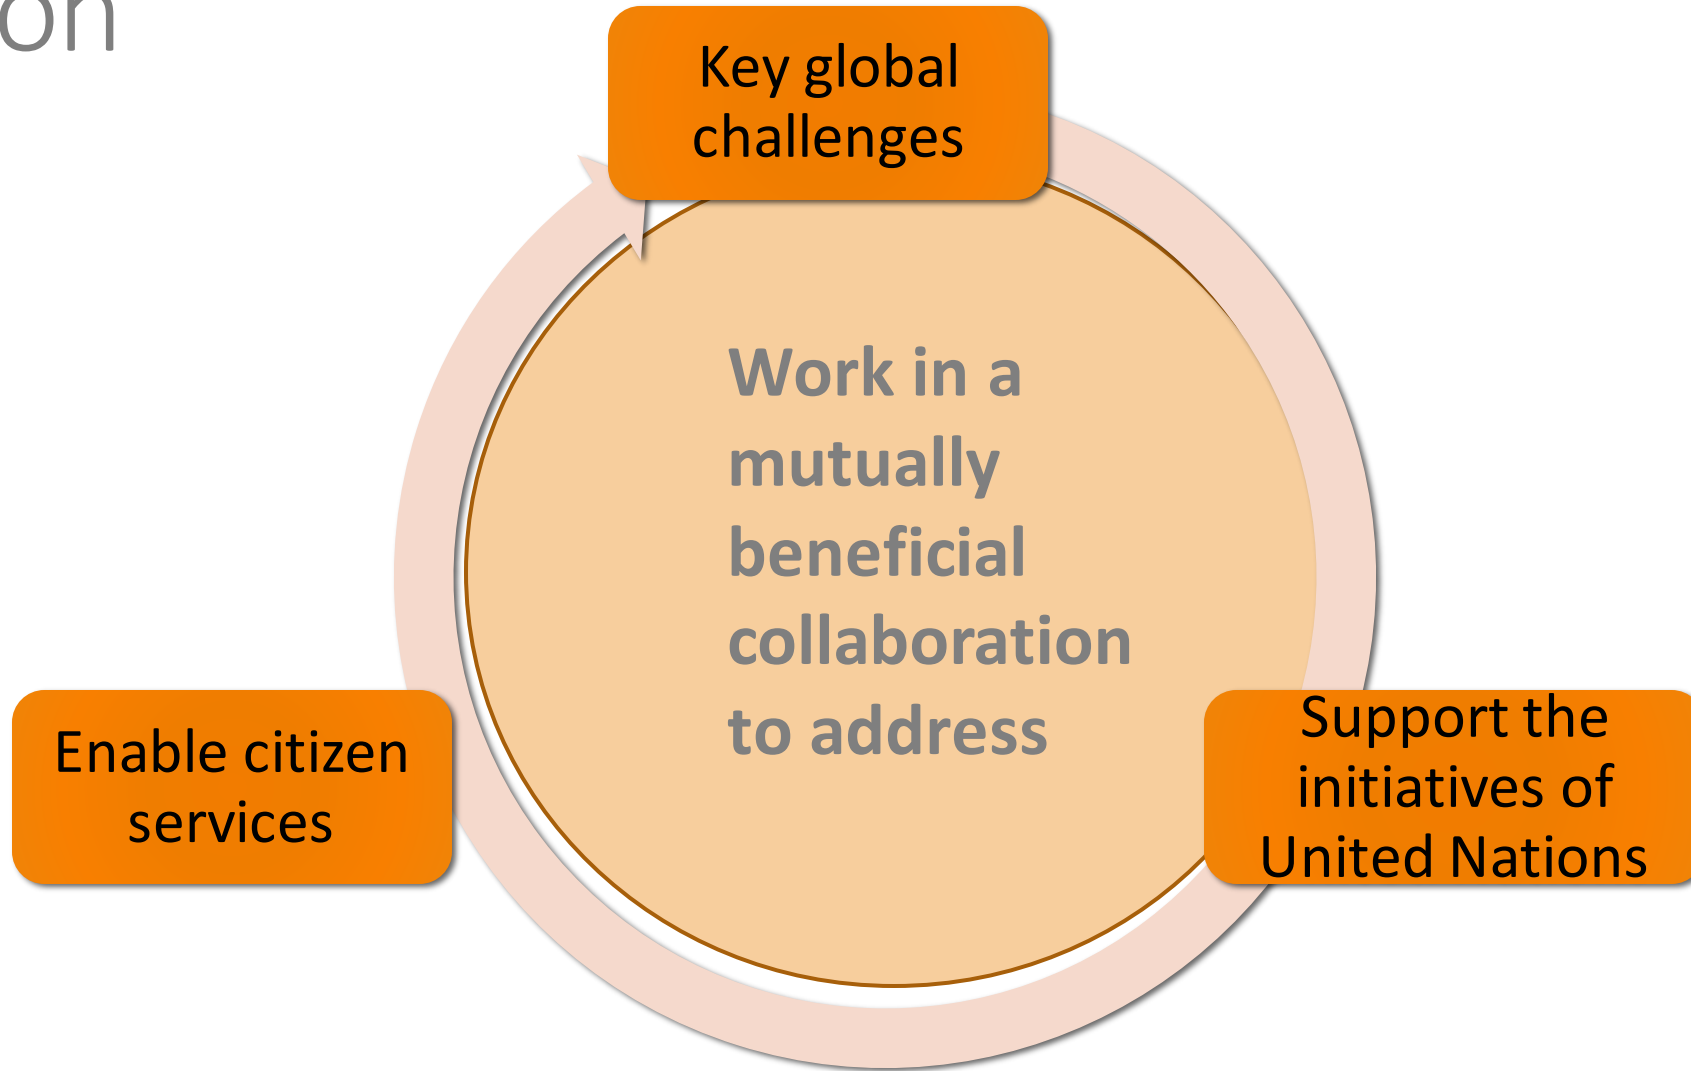 on
Key global
challenges
Work in a
mutually
beneficial
collaboration
to address
Enable citizen
services
Support the
initiatives of
United Nations